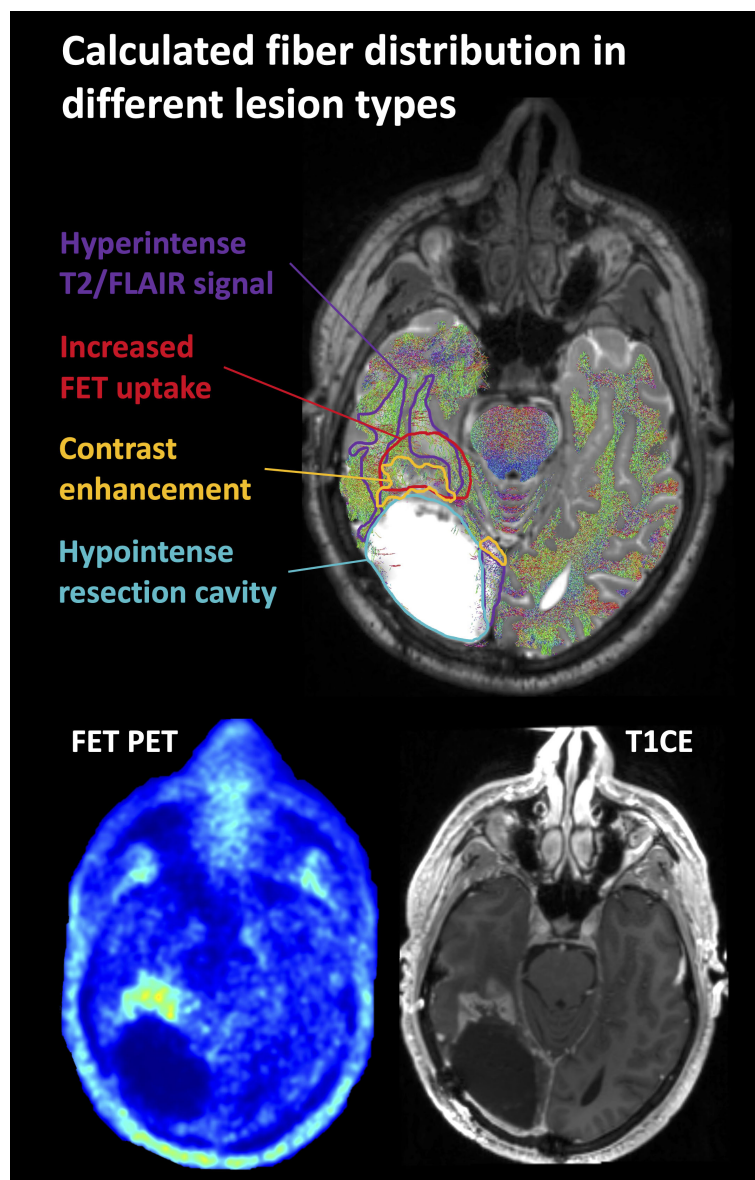 Calculated fiber distribution in
different lesion types
Hyperintense
T2/FLAIR signal
Increased
FET uptake
Contrast
enhancement
Hypointense
resection cavity
FET PET
T1CE